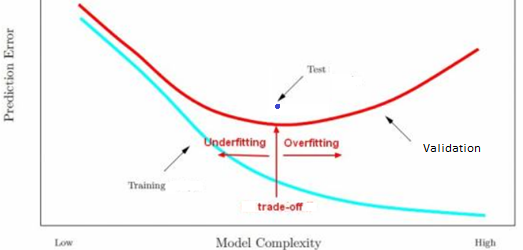 Prediction Error
Test
Underfitting
Overfitting
Validation
Training
trade-off
Low
Model Complexity
High